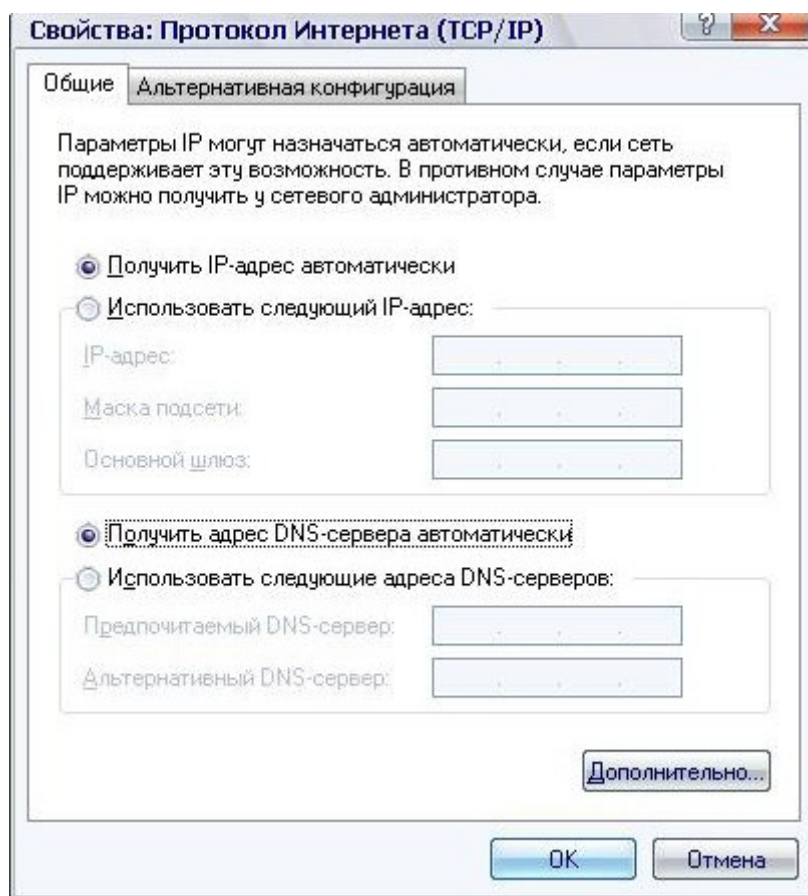 Свойства: Протокол Интернета (TCP/IP)
?
X
Общие
Альтернативная конфигурация
Параметры IP могут назначаться автоматически, если сеть
поддерживает эту возможность. В противном случае параметры
IP можно получить у сетевого администратора.
Получить IP-адрес автоматически
Использовать следующий IP-адрес:
IP-адрес:
Маска подсети:
Основной шлюз:
Получить адрес DNS-сервера автоматически
Использовать следующие адреса DNS-серверов:
Предпочитаемый DNS-сервер:
Альтернативный DNS-сервер:
Дополнительно...
OK
Отмена